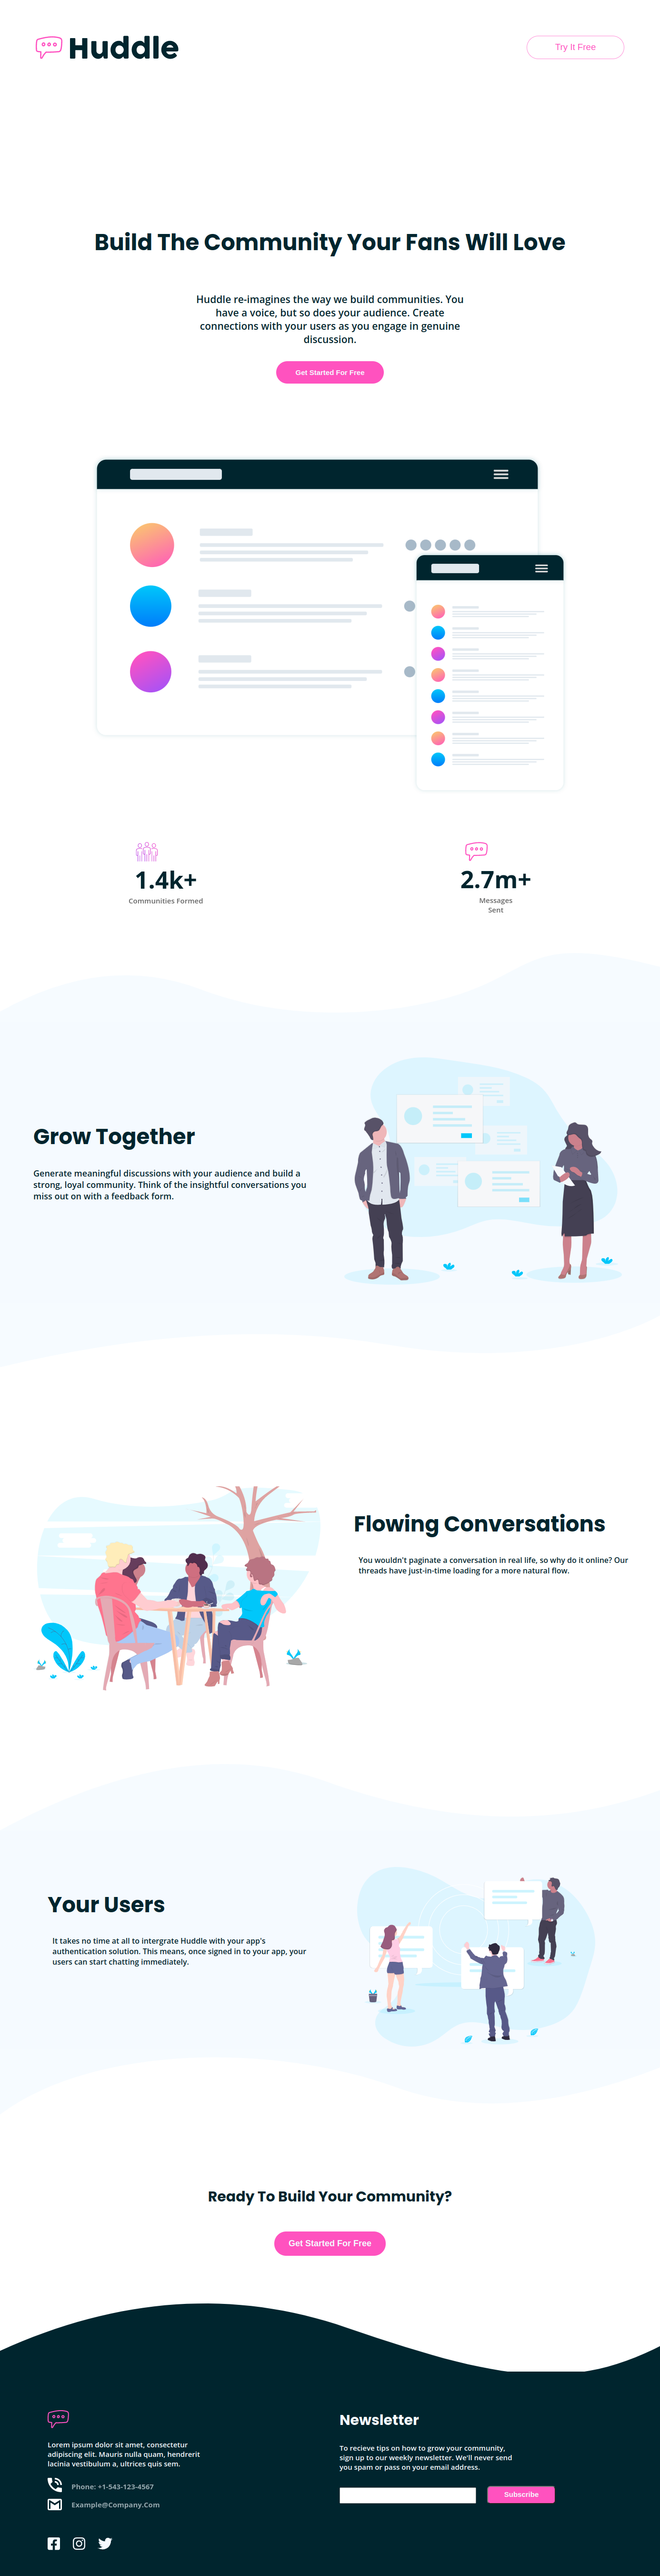 Huddle
Try It Free
Build The Community Your Fans Will Love
Huddle re-imagines the way we build communities. You
have a voice, but so does your audience. Create
connections with your users as you engage in genuine
discussion.
Get Started For Free
1.4k+
Communities Formed
2.7m+
Messages
Sent
Grow Together
Generate meaningful discussions with your audience and build a
strong, loyal community. Think of the insightful conversations you
miss out on with a feedback form.
Flowing Conversations
You wouldn't paginate a conversation in real life, so why do it online? Our
threads have just-in-time loading for a more natural flow.
Your Users
It takes no time at all to intergrate Huddle with your app's
authentication solution. This means, once signed in to your app, your
users can start chatting immediately.
Ready To Build Your Community?
Get Started For Free
Lorem ipsum dolor sit amet, consectetur
adipiscing elit. Mauris nulla quam, hendrerit
lacinia vestibulum a, ultrices quis sem.
Phone: +1-543-123-4567
Example@Company.Com
Newsletter
To recieve tips on how to grow your community,
sign up to our weekly newsletter. We'll never send
you spam or pass on your email address.
Subscribe